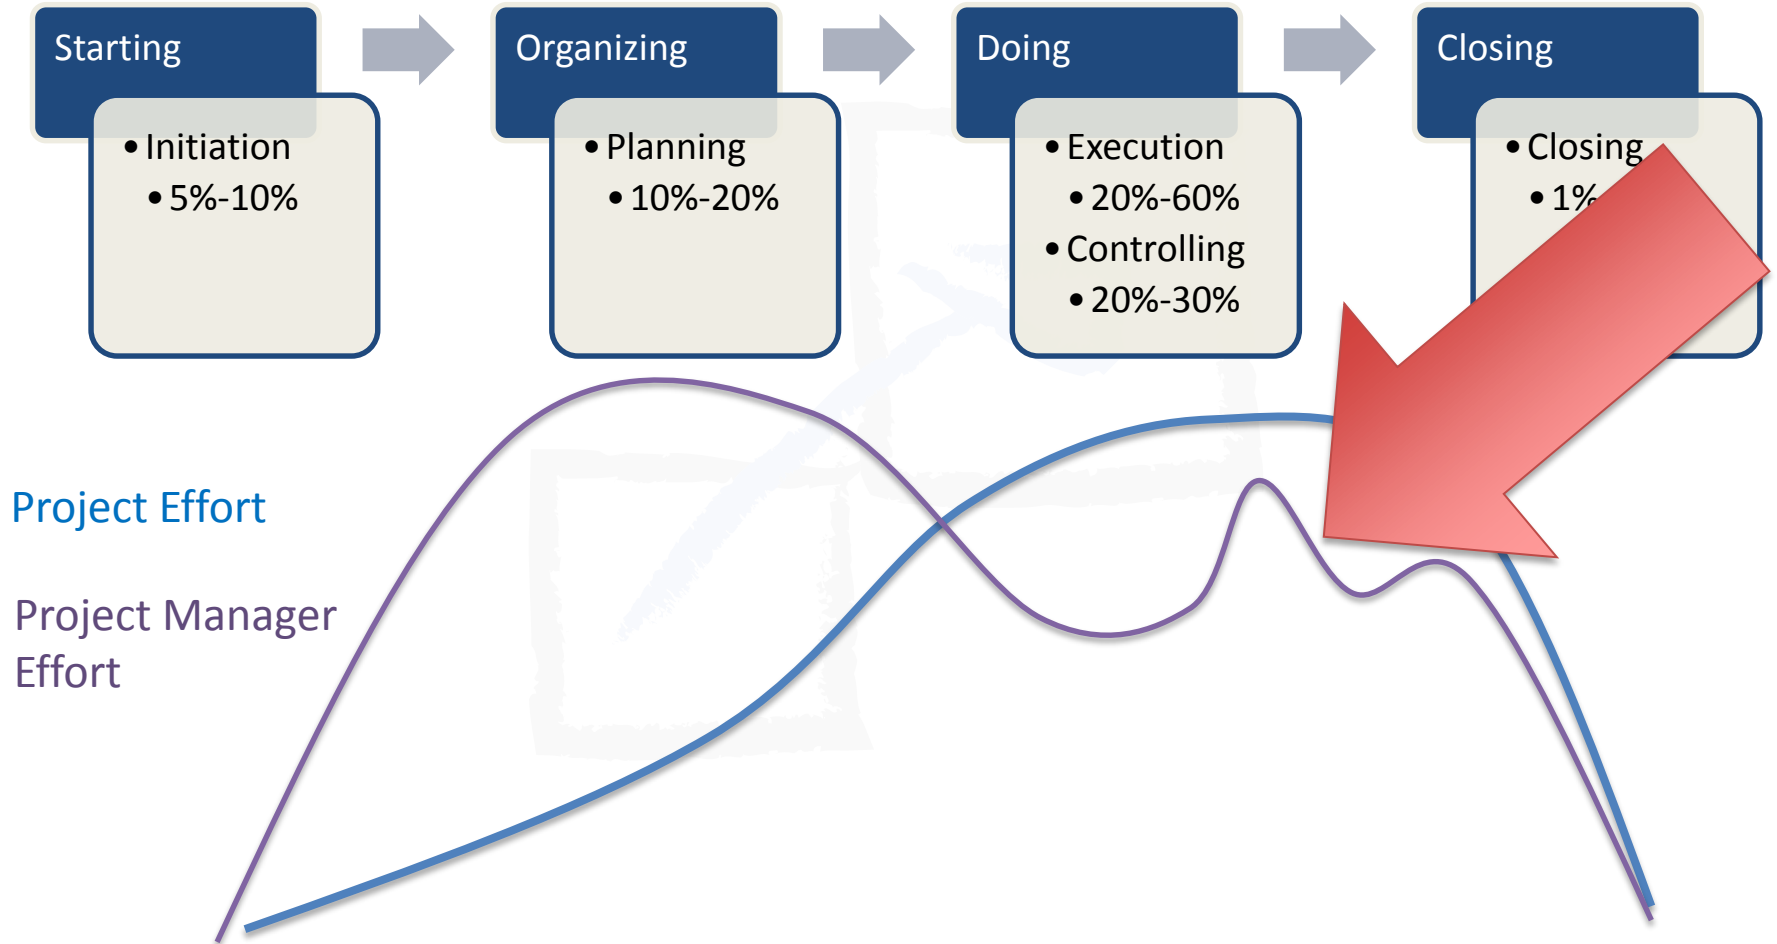 Starting
Organizing
Doing
Closing
• Initiation
• 5%-10%
• Planning
• 10%-20%
• Execution
• 20%-60%
• Controlling
• 20%-30%
• Closing
• 1%
Project Effort
Project Manager
Effort